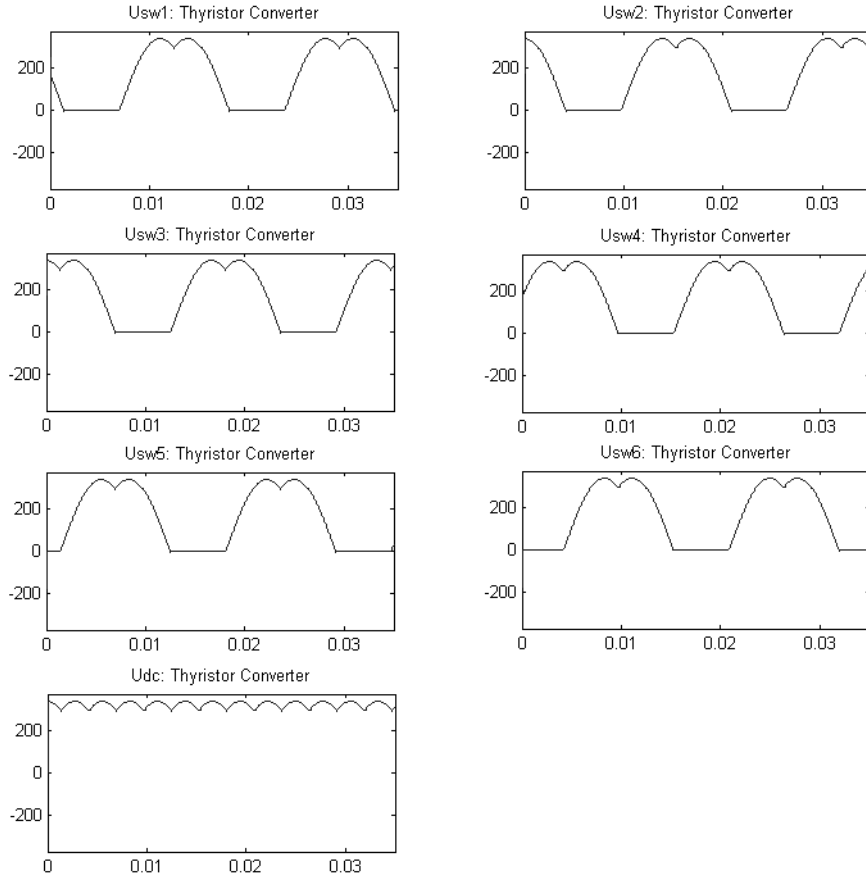 Usw1: Thyristor Converter
200
0
-200
0 0.01 0.02 0.03
Usw2: Thyristor Converter
200
0
-200
0 0.01 0.02 0.03
Usw3: Thyristor Converter
200
0
-200
0 0.01 0.02 0.03
Usw4: Thyristor Converter
200
0
-200
0 0.01 0.02 0.03
Usw5: Thyristor Converter
200
0
-200
0 0.01 0.02 0.03
Usw6: Thyristor Converter
200
0
-200
0 0.01 0.02 0.03
Udc: Thyristor Converter
200
0
-200
0 0.01 0.02 0.03